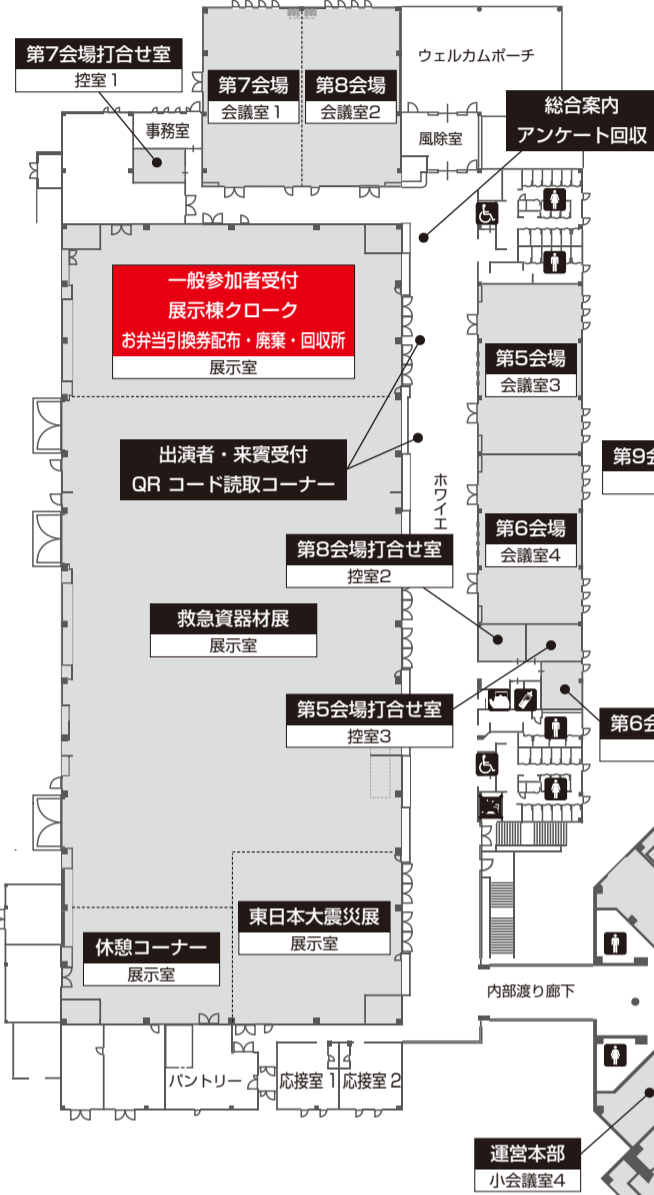 ウェルカムポーチ
第7会場打合せ室
控室1
第7会場
会議室1
第8会場
会議室2
総合案内
アンケート回収
事務室
風除室
一般参加者受付
展示棟クローク
お弁当引換券配布・廃棄・回収所
展示室
第5会場
会議室3
出演者・来賓受付
QR コード読取コーナー
第9会
ホワイエ
第6会場
会議室4
第8会場打合せ室
控室2
救急資器材展
展示室
第5会場打合せ室
控室3
第6会
東日本大震災展
展示室
休憩コーナー
展示室
内部渡り廊下
パントリー
応接室1
応接室2
運営本部
小会議室4